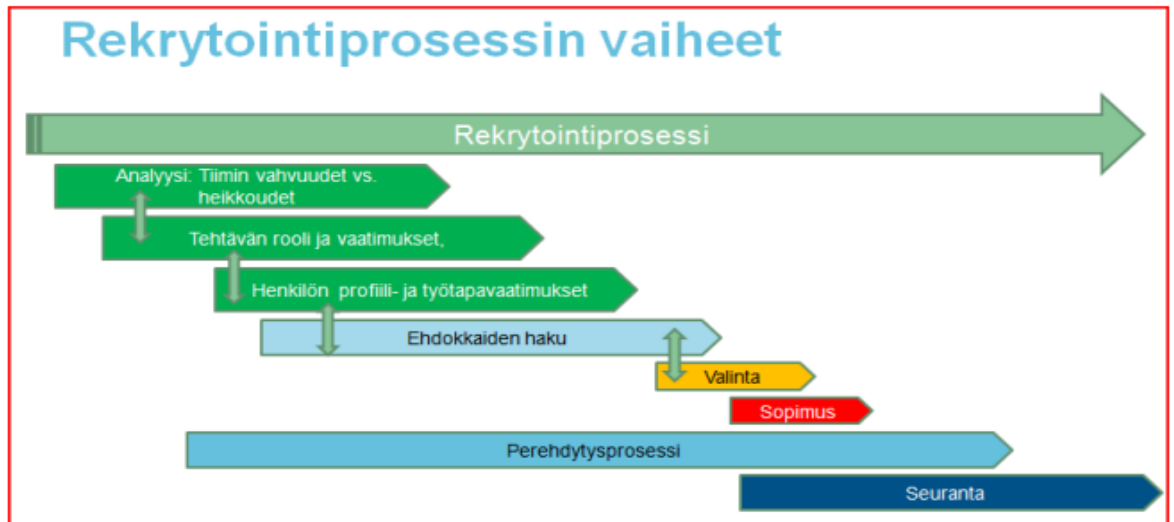 Rekrytointiprosessin vaiheet
Rekrytointiprosessi
Analyysi: Tiimin vahvuudet vs.
heikkoudet
Tehtävän rooli ja vaatimukset,
Henkilön profiili- ja työtapavaatimukset
Ehdokkaiden haku
Valinta
Sopimus
Perehdytysprosessi
Seuranta